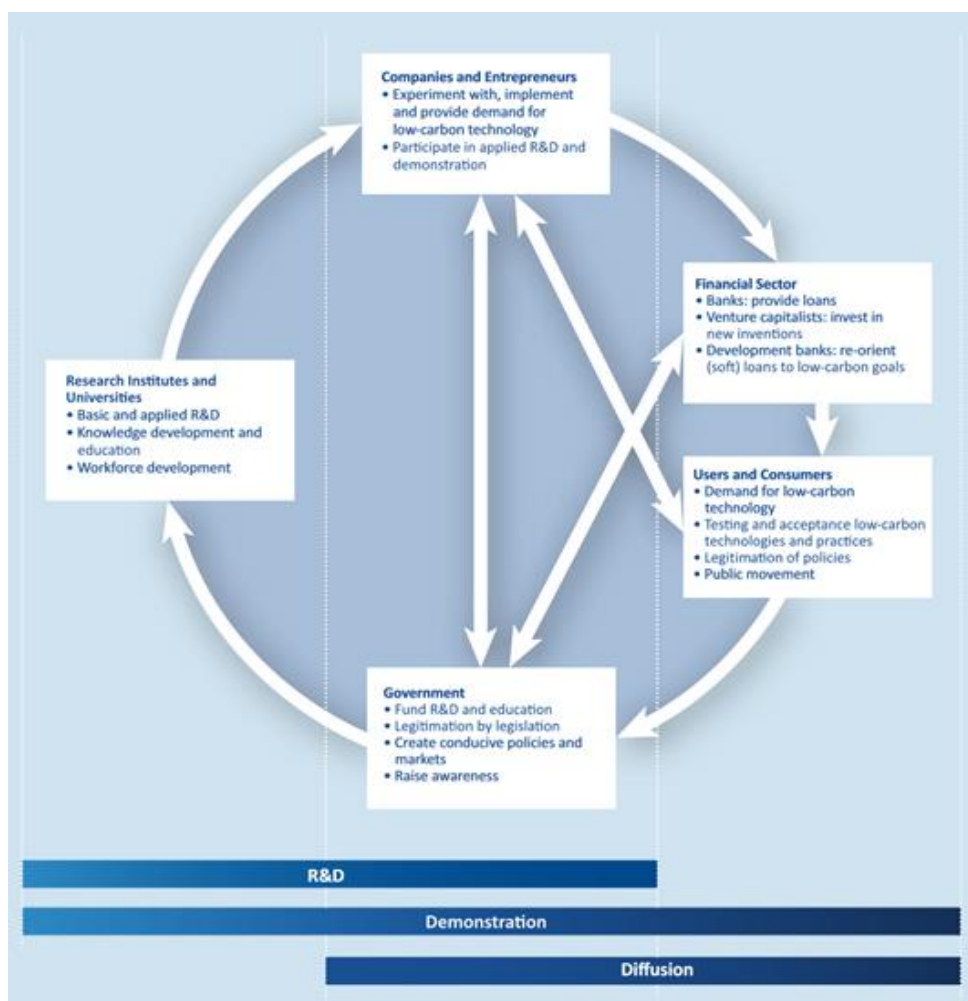 Companies and Entrepreneurs
• Experiment with, implement
and provide demand for
low-carbon technology
• Participate in applied R&D and
demonstration
Financial Sector
• Banks: provide loans
• Venture capitalists: invest in
new inventions
• Development banks: re-orient
(soft) loans to low-carbon goals
Research Institutes and
Universities
• Basic and applied R&D
• Knowledge development and
education
• Workforce development
Users and Consumers
• Demand for low-carbon
technology
• Testing and acceptance low-carbon
technologies and practices
• Legitimation of policies
• Public movement
Government
• Fund R&D and education
• Legitimation by legislation
• Create conducive policies and
markets
• Raise awareness
R&D
Demonstration
Diffusion